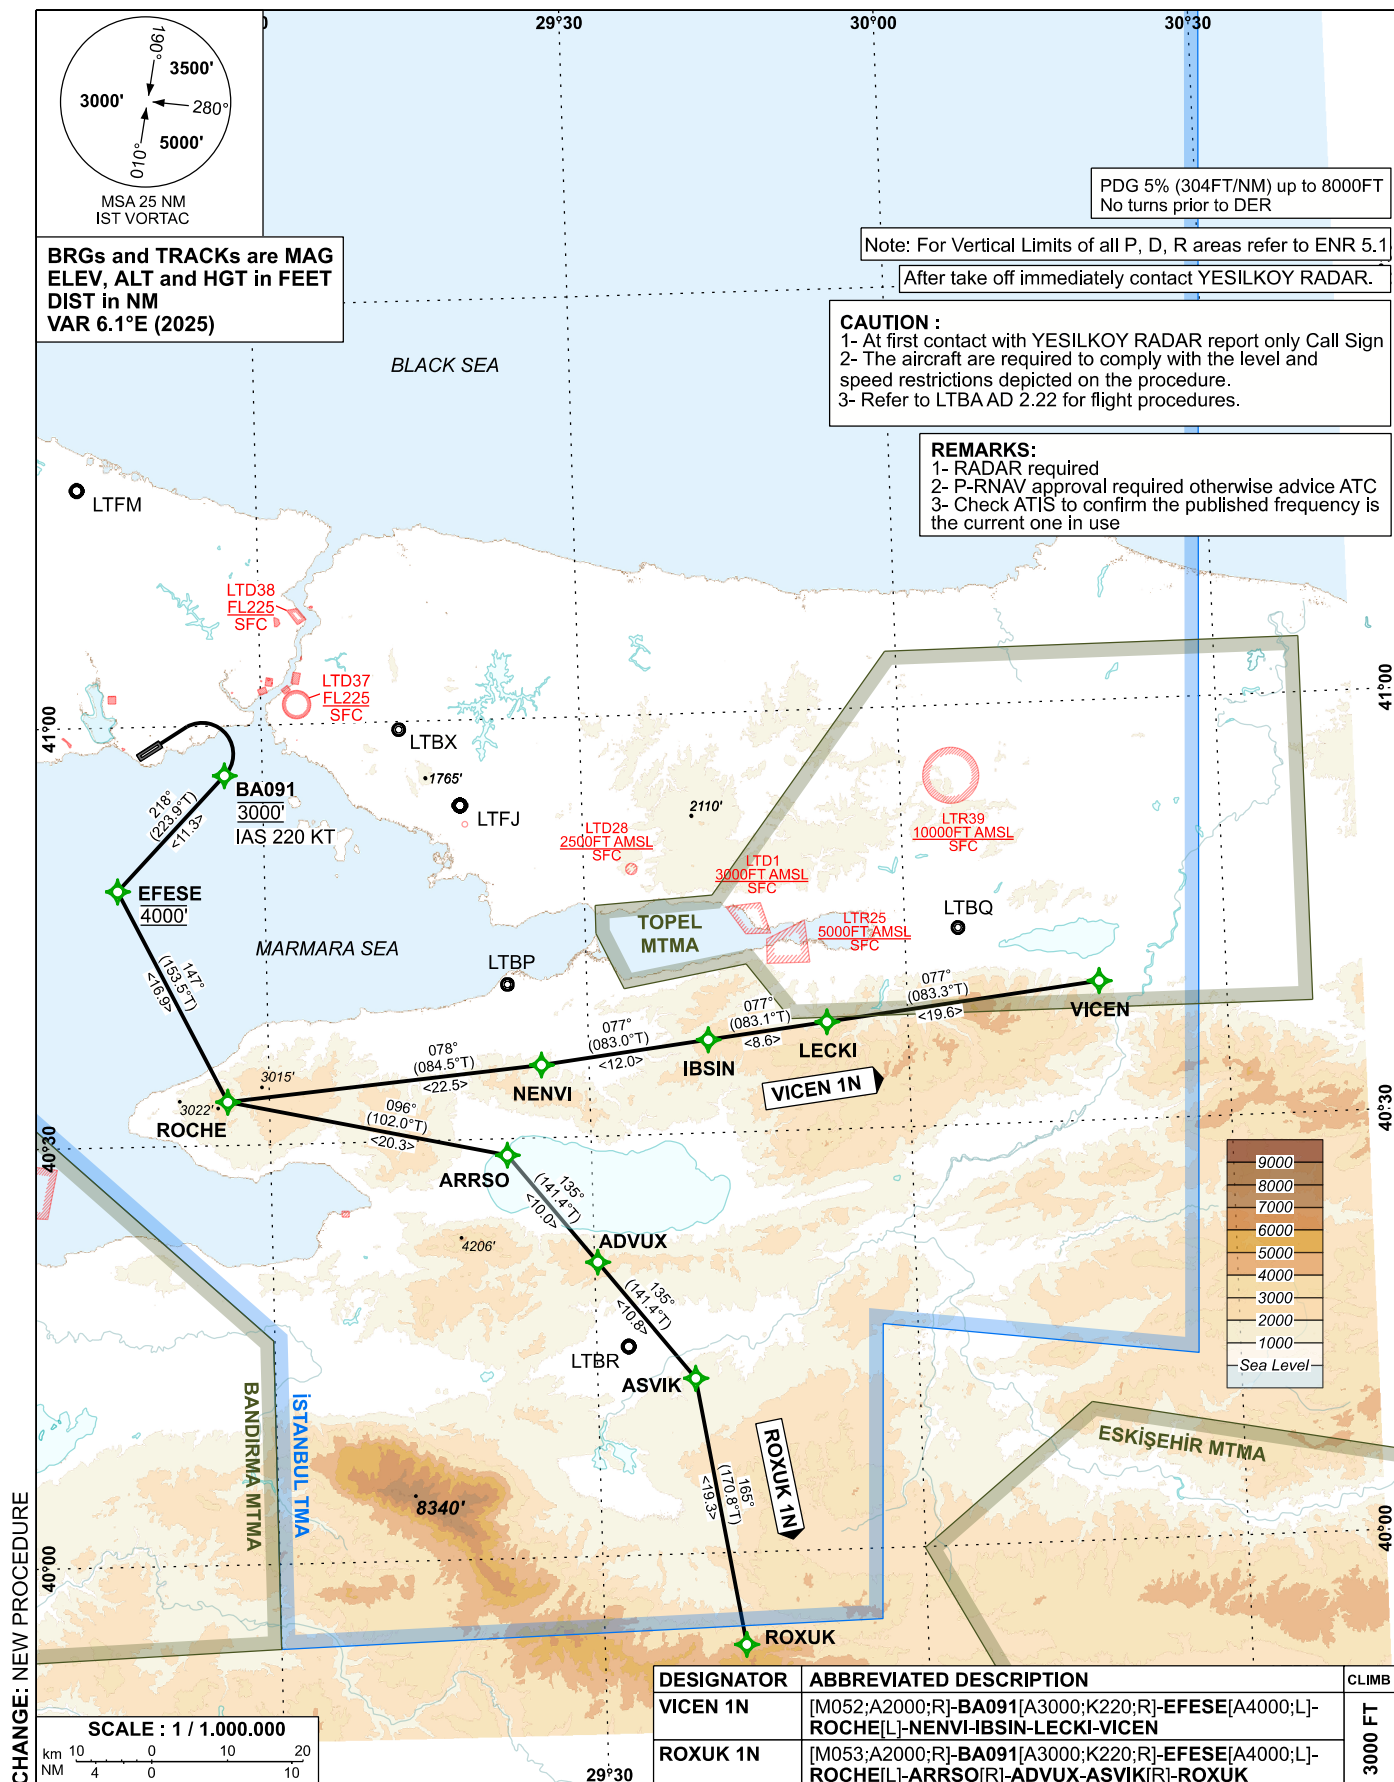 29°30
30°00
30°30
190°
3500'
3000'
280°
5000'
010°
MSA 25 NM
IST VORTAC
PDG 5% (304FT/NM) up to 8000FT
No turns prior to DER
BRGs and TRACKs are MAG
ELEV, ALT and HGT in FEET
DIST in NM
VAR 6.1°E (2025)
Note: For Vertical Limits of all P, D, R areas refer to ENR 5.1
After take off immediately contact YESILKOY RADAR.
CAUTION :
1- At first contact with YESILKOY RADAR report only Call Sign
2- The aircraft are required to comply with the level and
speed restrictions depicted on the procedure.
3- Refer to LTBA AD 2.22 for flight procedures.
BLACK SEA
REMARKS:
1- RADAR required
2- P-RNAV approval required otherwise advice ATC
3- Check ATIS to confirm the published frequency is
the current one in use
LTFM
LTD38
FL225
SFC
LTD37
FL225
SFC
41°00
41°00
LTBX
1765'
LTFJ
BA091
3000'
IAS 220 KT
218°
(223.9°T)
<11.3>
2110'
LTD28
2500FT AMSL
SFC
LTR39
10000FT AMSL
SFC
LTD1
3000FT AMSL
SFC
EFESE
4000'
TOPEL
MTMA
LTR25
5000FT AMSL
SFC
LTBQ
MARMARA SEA
LTBP
147°
(153.5°T)
<16.9>
077°
(083.3°T)
<19.6>
VICEN
077°
(083.1°T)
<8.6>
LECKI
077°
(083.0°T)
<12.0>
IBSIN
078°
(084.5°T)
<22.5>
NENVI
VICEN 1N
3015'
3022'
ROCHE
096°
(102.0°T)
<20.3>
40°30
40°30
ARRSO
135°
(141.4°T)
<10.0>
4206'
ADVUX
135°
(141.4°T)
<10.8>
LTBR
ASVIK
9000
8000
7000
6000
5000
4000
3000
2000
1000
Sea Level
BANDIRMA MTMA
İSTANBUL TMA
ROXUK 1N
165°
(170.8°T)
<19.3>
ESKİŞEHİR MTMA
8340'
40°00
40°00
ROXUK
CHANGE: NEW PROCEDURE
SCALE : 1 / 1.000.000
km 10 0 10 20
NM 4 0 10
29°30
DESIGNATOR ABBREVIATED DESCRIPTION CLIMB
VICEN 1N [M052;A2000;R]-BA091[A3000;K220;R]-EFESE[A4000;L]-
ROCHE[L]-NENVI-IBSIN-LECKI-VICEN
ROXUK 1N [M053;A2000;R]-BA091[A3000;K220;R]-EFESE[A4000;L]-
ROCHE[L]-ARRSO[R]-ADVUX-ASVIK[R]-ROXUK
3000 FT